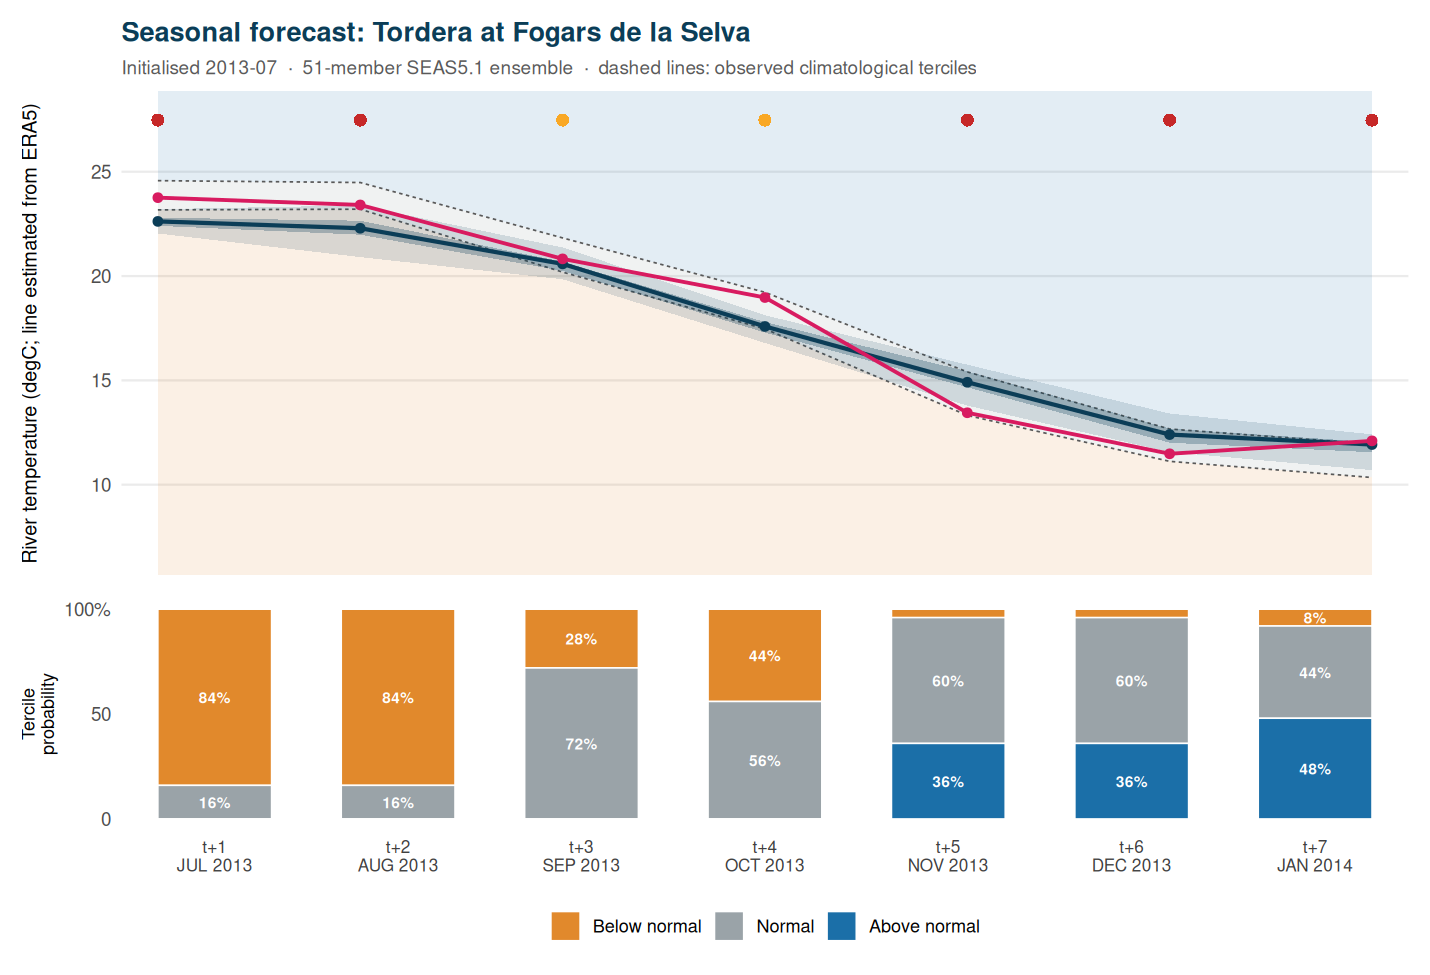 Seasonal forecast: Tordera at Fogars de la Selva
Initialised 2013-07 · 51-member SEAS5.1 ensemble · dashed lines: observed climatological terciles
River temperature (degC; line estimated from ERA5)
25
20
15
10
Tercile
probability
100%
50
0
84%
16%
84%
16%
28%
72%
44%
56%
60%
36%
60%
36%
8%
44%
48%
t+1
JUL 2013
t+2
AUG 2013
t+3
SEP 2013
t+4
OCT 2013
t+5
NOV 2013
t+6
DEC 2013
t+7
JAN 2014
Below normal
Normal
Above normal